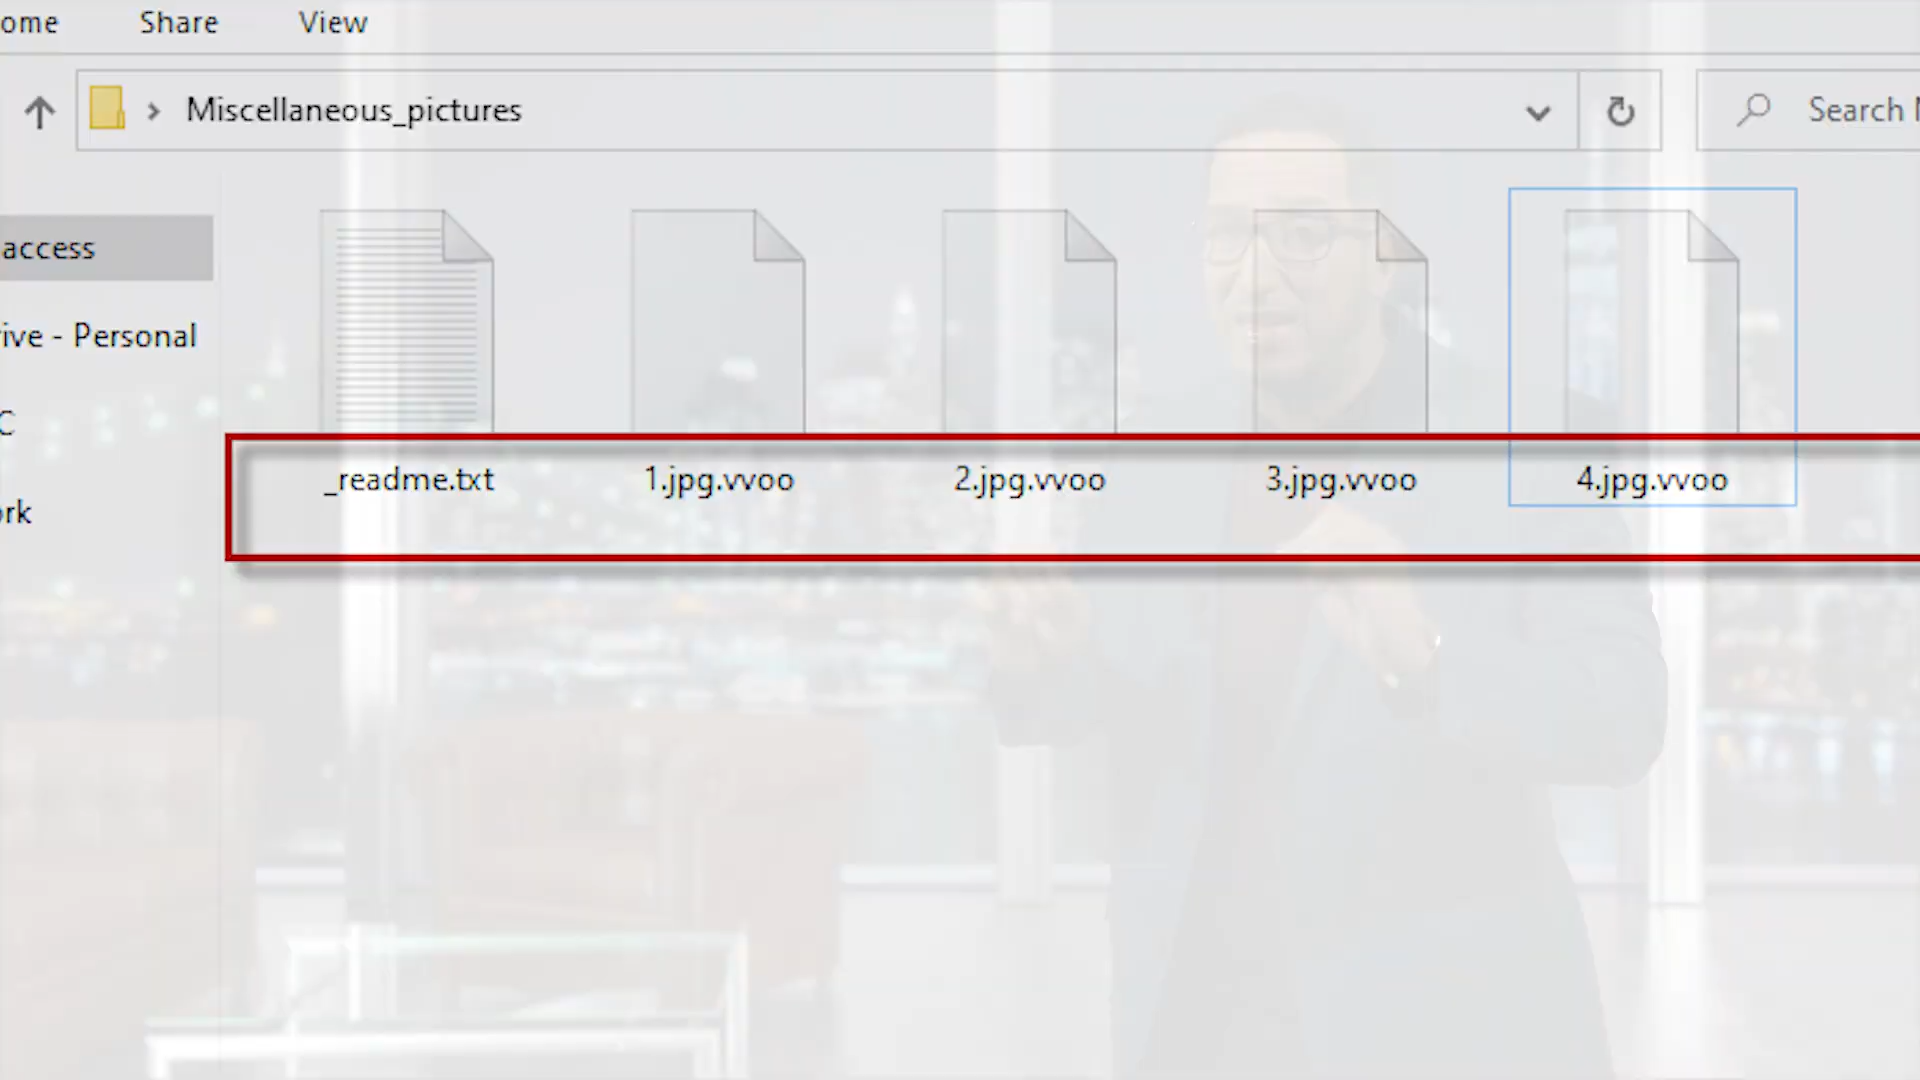 ome Share View
Miscellaneous_pictures Search
access
ive - Personal
C
_readme.txt 1.jpg.vvoo 2.jpg.vvoo 3.jpg.vvoo 4.jpg.vvoo
ork